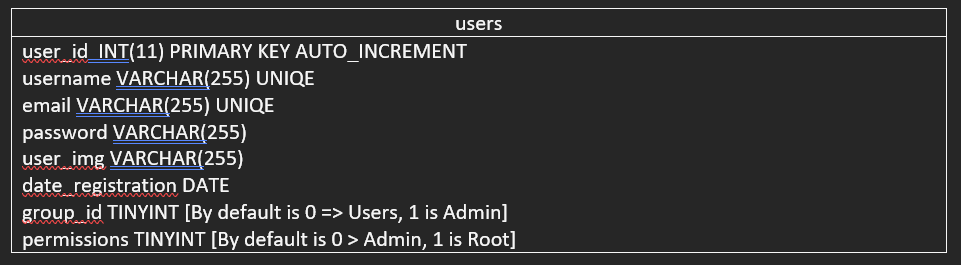 users
user_id INT(11) PRIMARY KEY AUTO_INCREMENT
username VARCHAR(255) UNIQE
email VARCHAR(255) UNIQE
password VARCHAR(255)
user_img VARCHAR(255)
date_registration DATE
group_id TINYINT [By default is 0 => Users, 1 is Admin]
permissions TINYINT [By default is 0 > Admin, 1 is Root]